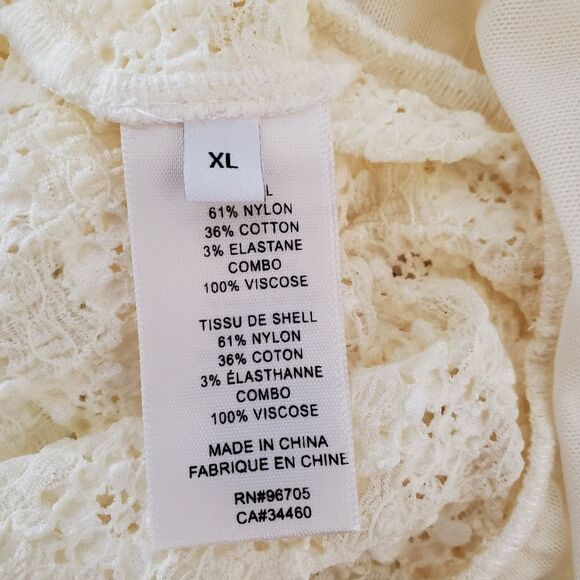 XL
61% NYLON
36% COTTON
3% ELASTANE
COMBO
100% VISCOSE
TISSU DE SHELL
61% NYLON
36% COTON
3% ÉLASTHANNE
COMBO
100% VISCOSE
MADE IN CHINA
FABRIQUE EN CHINE
RN#96705
CA#34460